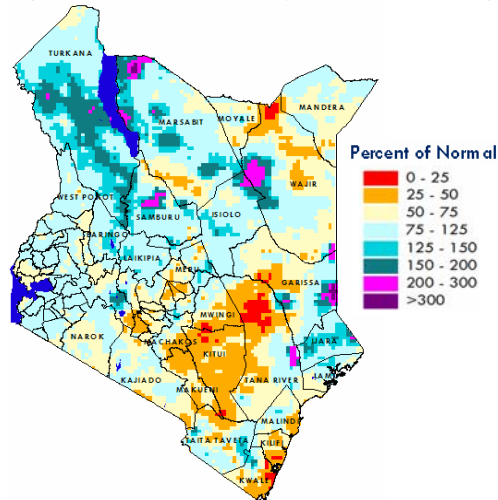 TURKANA
MANDERA
MOYALE
MARSABIT
Percent of Normal
0 - 25
25 - 50
50 - 75
75 - 125
125 - 150
150 - 200
200 - 300
>300
WAJIR
WEST POKOT
SAMBURU
ISIOLO
BARINGO
LAIKIPIA
MERU
GARISSA
MWINGI
NAROK
MACHAKOS
KITUI
IJARA
LAMU
KAJIADO
MAKUENI
TANA RIVER
MALINDI
TAITA TAVETA
KILIFI
KWALE